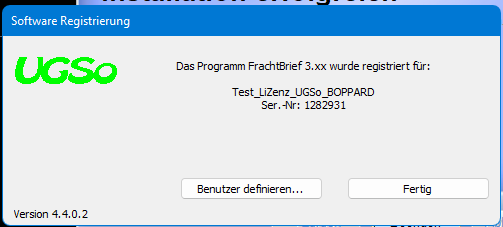 Software Registrierung
UGSo
Das Programm FrachtBrief 3.xx wurde registriert für:
Test_LiZenz_UGSo_BOPPARD
Ser.-Nr: 1282931
Benutzer definieren...
Fertig
Version 4.4.0.2